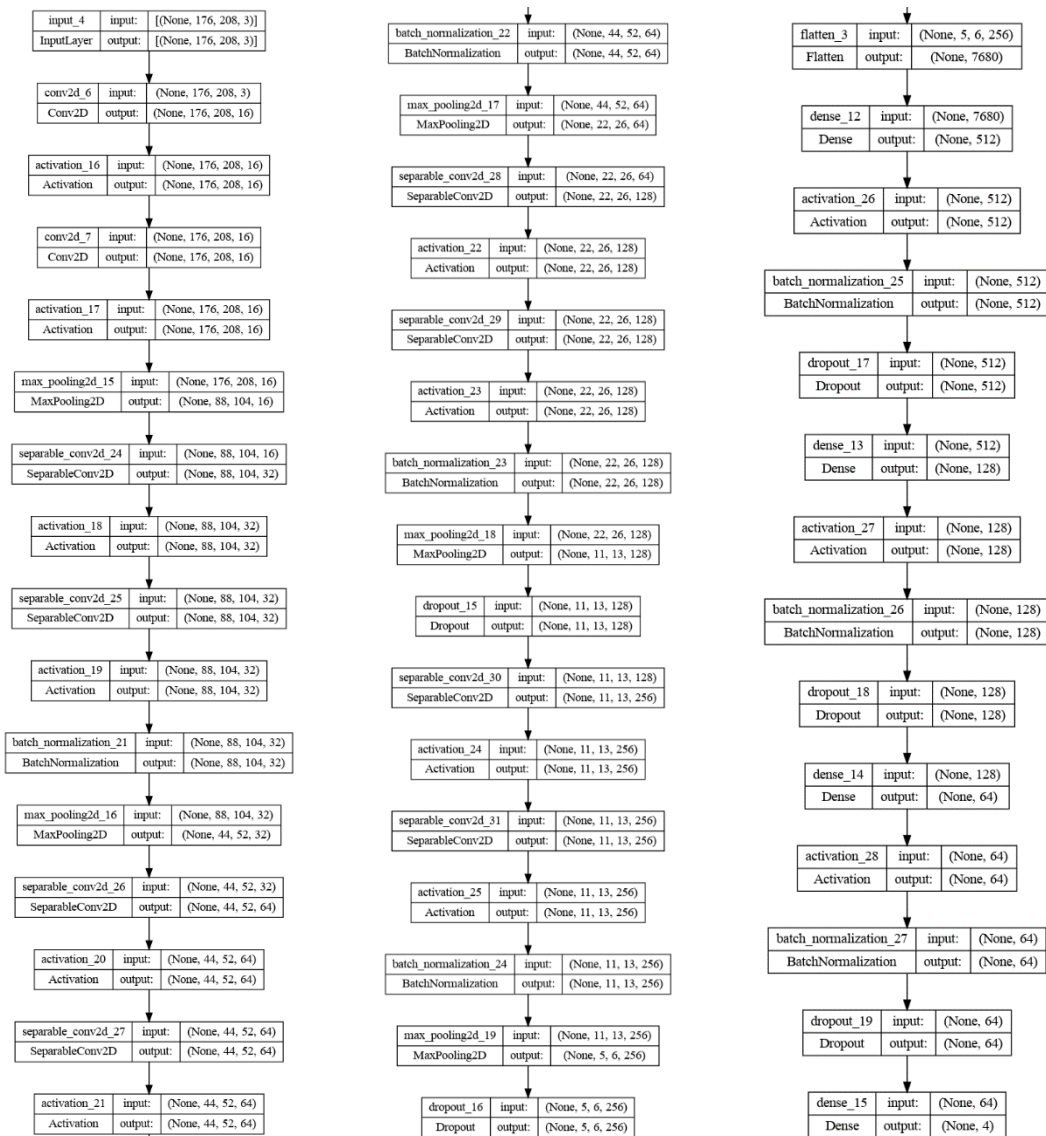 input_4 input: [(None, 176, 208, 3)]
InputLayer output: [(None, 176, 208, 3)]
conv2d_6 input: (None, 176, 208, 3)
Conv2D output: (None, 176, 208, 16)
activation_16 input: (None, 176, 208, 16)
Activation output: (None, 176, 208, 16)
conv2d_7 input: (None, 176, 208, 16)
Conv2D output: (None, 176, 208, 16)
activation_17 input: (None, 176, 208, 16)
Activation output: (None, 176, 208, 16)
max_pooling2d_15 input: (None, 176, 208, 16)
MaxPooling2D output: (None, 88, 104, 16)
separable_conv2d_24 input: (None, 88, 104, 16)
SeparableConv2D output: (None, 88, 104, 32)
activation_18 input: (None, 88, 104, 32)
Activation output: (None, 88, 104, 32)
separable_conv2d_25 input: (None, 88, 104, 32)
SeparableConv2D output: (None, 88, 104, 32)
activation_19 input: (None, 88, 104, 32)
Activation output: (None, 88, 104, 32)
batch_normalization_21 input: (None, 88, 104, 32)
BatchNormalization output: (None, 88, 104, 32)
max_pooling2d_16 input: (None, 88, 104, 32)
MaxPooling2D output: (None, 44, 52, 32)
separable_conv2d_26 input: (None, 44, 52, 32)
SeparableConv2D output: (None, 44, 52, 64)
activation_20 input: (None, 44, 52, 64)
Activation output: (None, 44, 52, 64)
separable_conv2d_27 input: (None, 44, 52, 64)
SeparableConv2D output: (None, 44, 52, 64)
activation_21 input: (None, 44, 52, 64)
Activation output: (None, 44, 52, 64)
batch_normalization_22 input: (None, 44, 52, 64)
BatchNormalization output: (None, 44, 52, 64)
max_pooling2d_17 input: (None, 44, 52, 64)
MaxPooling2D output: (None, 22, 26, 64)
separable_conv2d_28 input: (None, 22, 26, 64)
SeparableConv2D output: (None, 22, 26, 128)
activation_22 input: (None, 22, 26, 128)
Activation output: (None, 22, 26, 128)
separable_conv2d_29 input: (None, 22, 26, 128)
SeparableConv2D output: (None, 22, 26, 128)
activation_23 input: (None, 22, 26, 128)
Activation output: (None, 22, 26, 128)
batch_normalization_23 input: (None, 22, 26, 128)
BatchNormalization output: (None, 22, 26, 128)
max_pooling2d_18 input: (None, 22, 26, 128)
MaxPooling2D output: (None, 11, 13, 128)
dropout_15 input: (None, 11, 13, 128)
Dropout output: (None, 11, 13, 128)
separable_conv2d_30 input: (None, 11, 13, 128)
SeparableConv2D output: (None, 11, 13, 256)
activation_24 input: (None, 11, 13, 256)
Activation output: (None, 11, 13, 256)
separable_conv2d_31 input: (None, 11, 13, 256)
SeparableConv2D output: (None, 11, 13, 256)
activation_25 input: (None, 11, 13, 256)
Activation output: (None, 11, 13, 256)
batch_normalization_24 input: (None, 11, 13, 256)
BatchNormalization output: (None, 11, 13, 256)
max_pooling2d_19 input: (None, 11, 13, 256)
MaxPooling2D output: (None, 5, 6, 256)
dropout_16 input: (None, 5, 6, 256)
Dropout output: (None, 5, 6, 256)
flatten_3 input: (None, 5, 6, 256)
Flatten output: (None, 7680)
dense_12 input: (None, 7680)
Dense output: (None, 512)
activation_26 input: (None, 512)
Activation output: (None, 512)
batch_normalization_25 input: (None, 512)
BatchNormalization output: (None, 512)
dropout_17 input: (None, 512)
Dropout output: (None, 512)
dense_13 input: (None, 512)
Dense output: (None, 128)
activation_27 input: (None, 128)
Activation output: (None, 128)
batch_normalization_26 input: (None, 128)
BatchNormalization output: (None, 128)
dropout_18 input: (None, 128)
Dropout output: (None, 128)
dense_14 input: (None, 128)
Dense output: (None, 64)
activation_28 input: (None, 64)
Activation output: (None, 64)
batch_normalization_27 input: (None, 64)
BatchNormalization output: (None, 64)
dropout_19 input: (None, 64)
Dropout output: (None, 64)
dense_15 input: (None, 64)
Dense output: (None, 4)